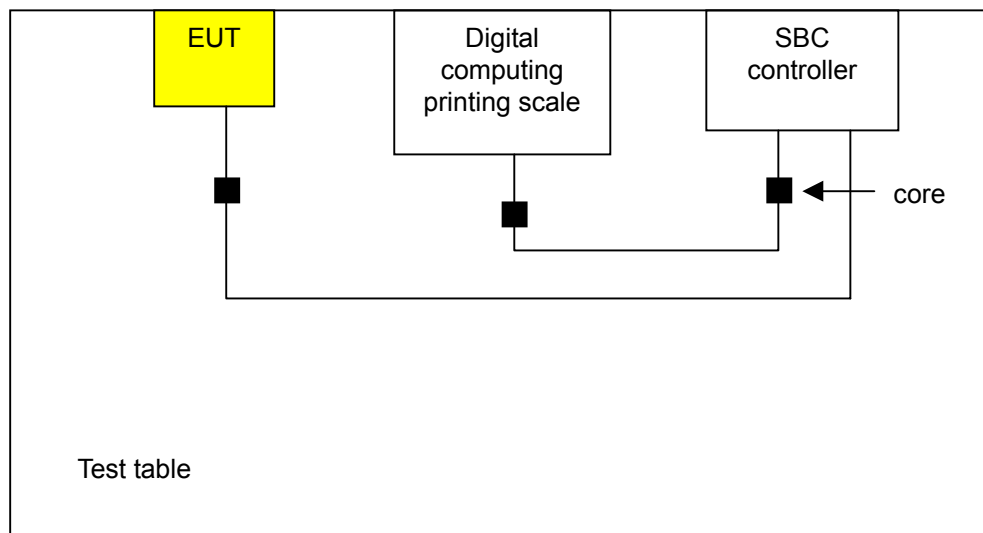 EUT
Digital
computing
printing scale
SBC
controller
core
Test table